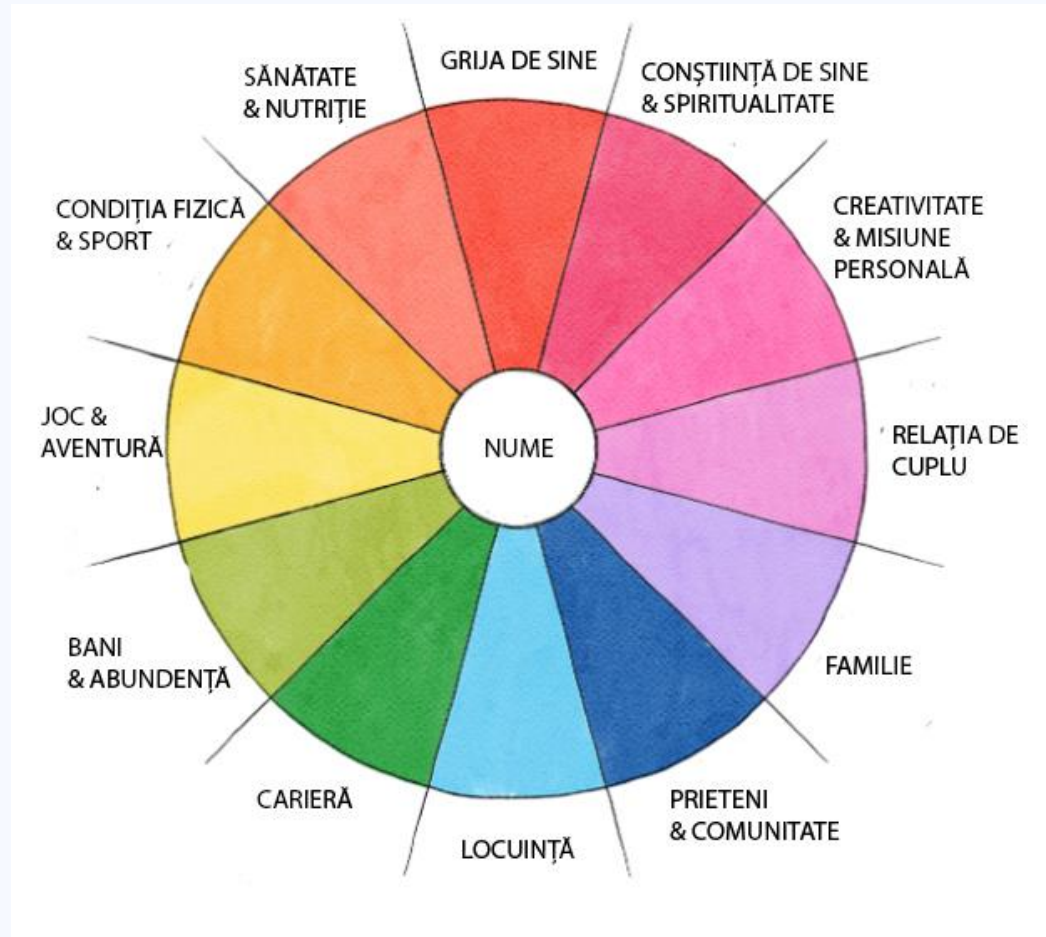 GRIJA DE SINE
CONȘTIINȚĂ DE SINE
& SPIRITUALITATE
CREATIVITATE
& MISIUNE
PERSONALĂ
RELAȚIA DE
CUPLU
FAMILIE
PRIETENI
& COMUNITATE
LOCUINȚĂ
CARIERĂ
BANI
& ABUNDENȚĂ
JOC &
AVENTURĂ
CONDIȚIA FIZICĂ
& SPORT
SĂNĂTATE
& NUTRIȚIE
NUME